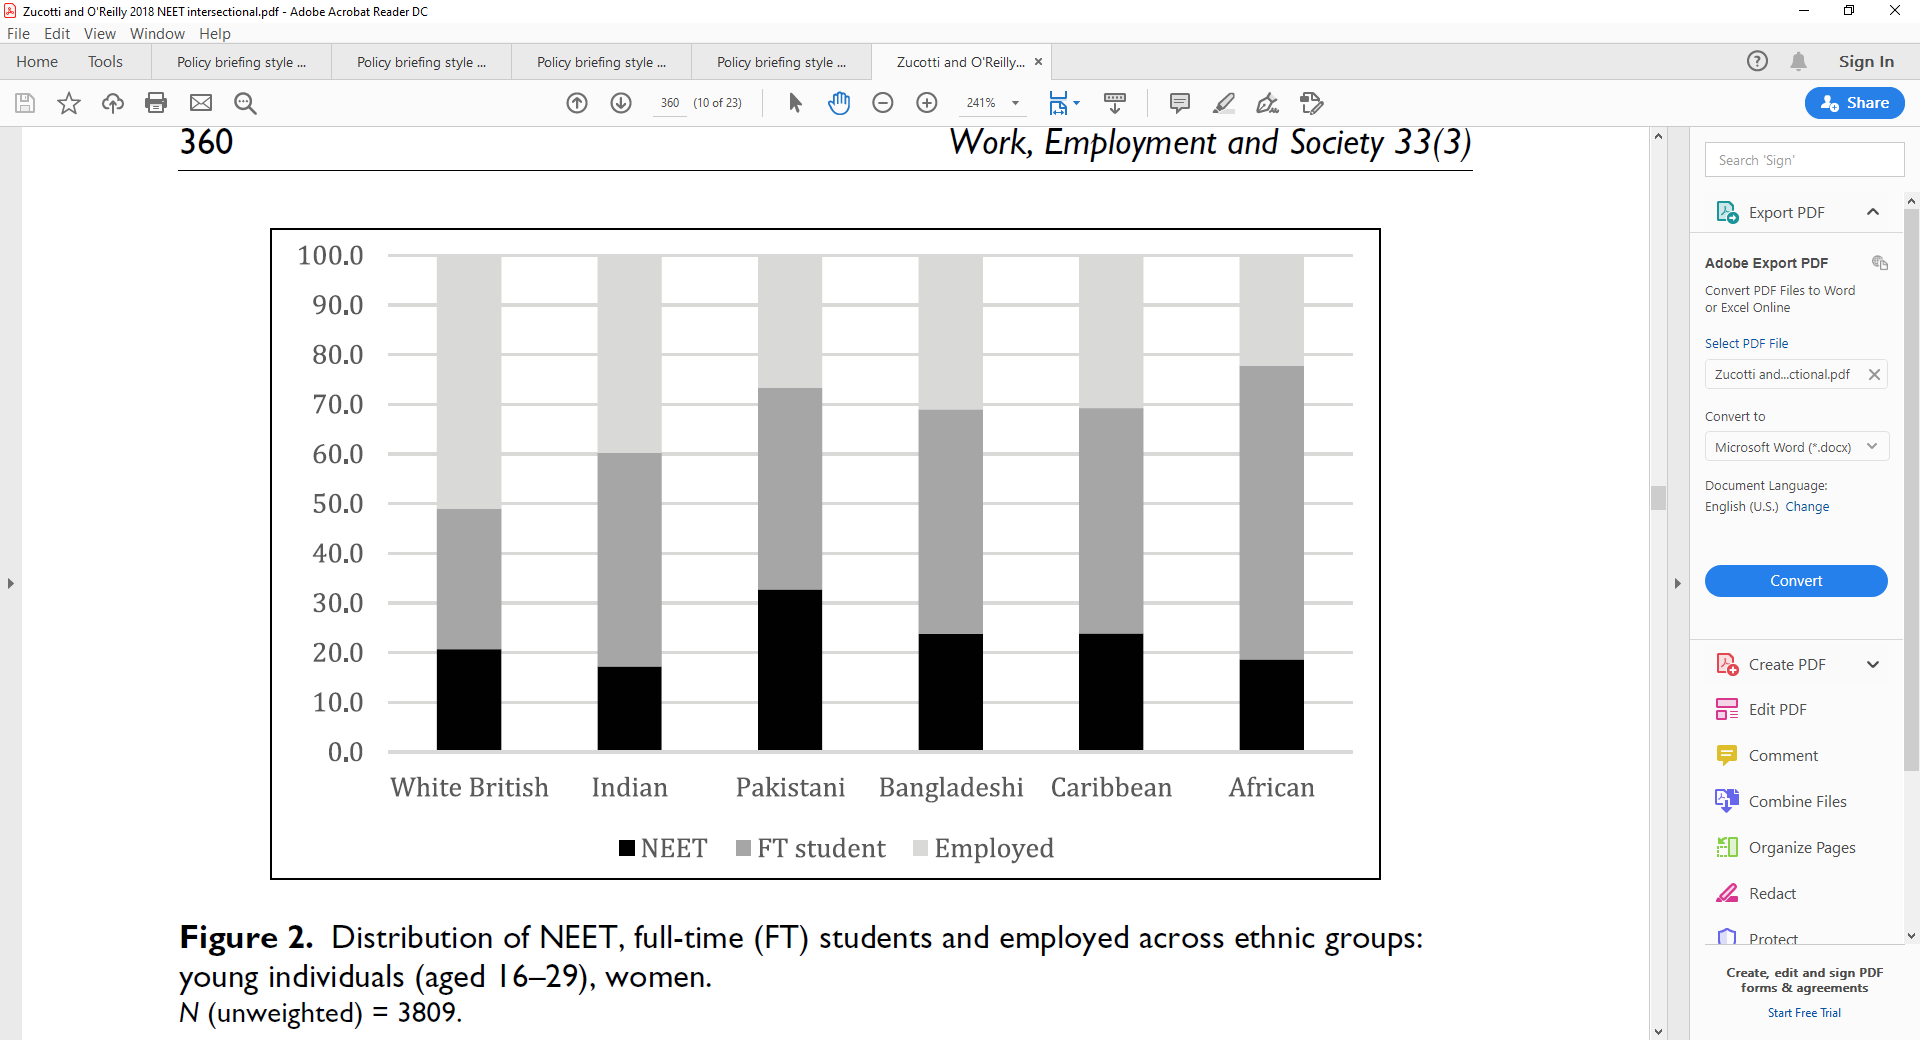 Zucotti and O'Reilly 2018 NEET intersectional.pdf - Adobe Acrobat Reader DC
File Edit View Window Help
Home Tools Policy briefing style ... Policy briefing style ... Policy briefing style ... Policy briefing style ... Zucotti and O'Reilly... × Sign In
360 (10 of 23) 241% Share
360 Work, Employment and Society 33(3)
100.0
90.0
80.0
70.0
60.0
50.0
40.0
30.0
20.0
10.0
0.0
White British Indian Pakistani Bangladeshi Caribbean African
NEET FT student Employed
Figure 2. Distribution of NEET, full-time (FT) students and employed across ethnic groups:
young individuals (aged 16–29), women.
N (unweighted) = 3809.
Search 'Sign'
Export PDF
Adobe Export PDF
Convert PDF Files to Word
or Excel Online
Select PDF File
Zucotti and...ctional.pdf
Convert to
Microsoft Word (*.docx)
Document Language:
English (U.S.) Change
Convert
Create PDF
Edit PDF
Comment
Combine Files
Organize Pages
Redact
Protect
Create, edit and sign PDF
forms & agreements
Start Free Trial